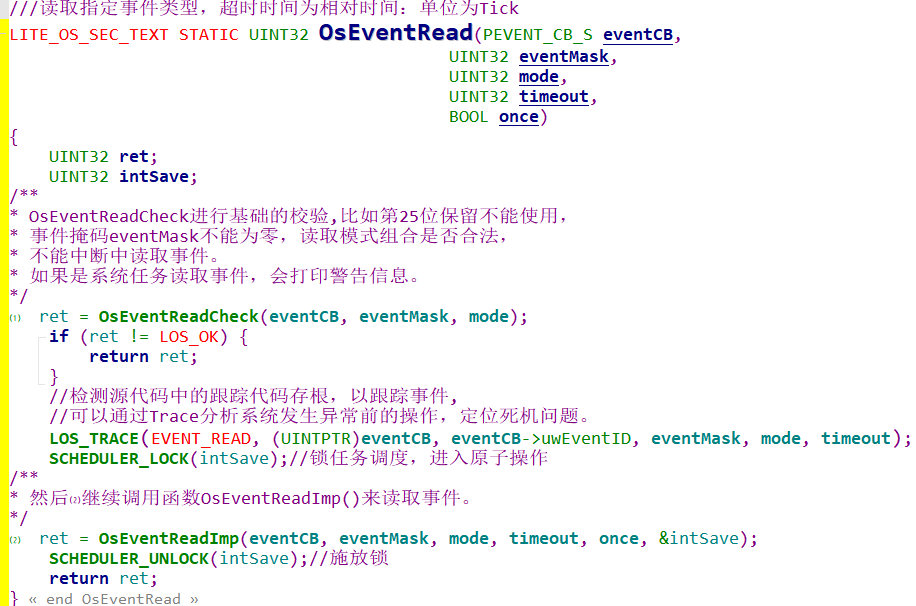 ///读取指定事件类型，超时时间为相对时间：单位为Tick
LITE_OS_SEC_TEXT STATIC UINT32 OsEventRead(PEVENT_CB_S eventCB,
UINT32 eventMask,
UINT32 mode,
UINT32 timeout,
BOOL once)
{
UINT32 ret;
UINT32 intSave;
/**
* OsEventReadCheck进行基础的校验,比如第25位保留不能使用，
* 事件掩码eventMask不能为零，读取模式组合是否合法，
* 不能中断中读取事件。
* 如果是系统任务读取事件，会打印警告信息。
*/
⑴ ret = OsEventReadCheck(eventCB, eventMask, mode);
if (ret != LOS_OK) {
return ret;
}
//检测源代码中的跟踪代码存根，以跟踪事件，
//可以通过Trace分析系统发生异常前的操作，定位死机问题。
LOS_TRACE(EVENT_READ, (UINTPTR)eventCB, eventCB->uwEventID, eventMask, mode, timeout);
SCHEDULER_LOCK(intSave);//锁任务调度，进入原子操作
/**
* 然后⑵继续调用函数OsEventReadImp()来读取事件。
*/
⑵ ret = OsEventReadImp(eventCB, eventMask, mode, timeout, once, &intSave);
SCHEDULER_UNLOCK(intSave);//施放锁
return ret;
} « end OsEventRead »